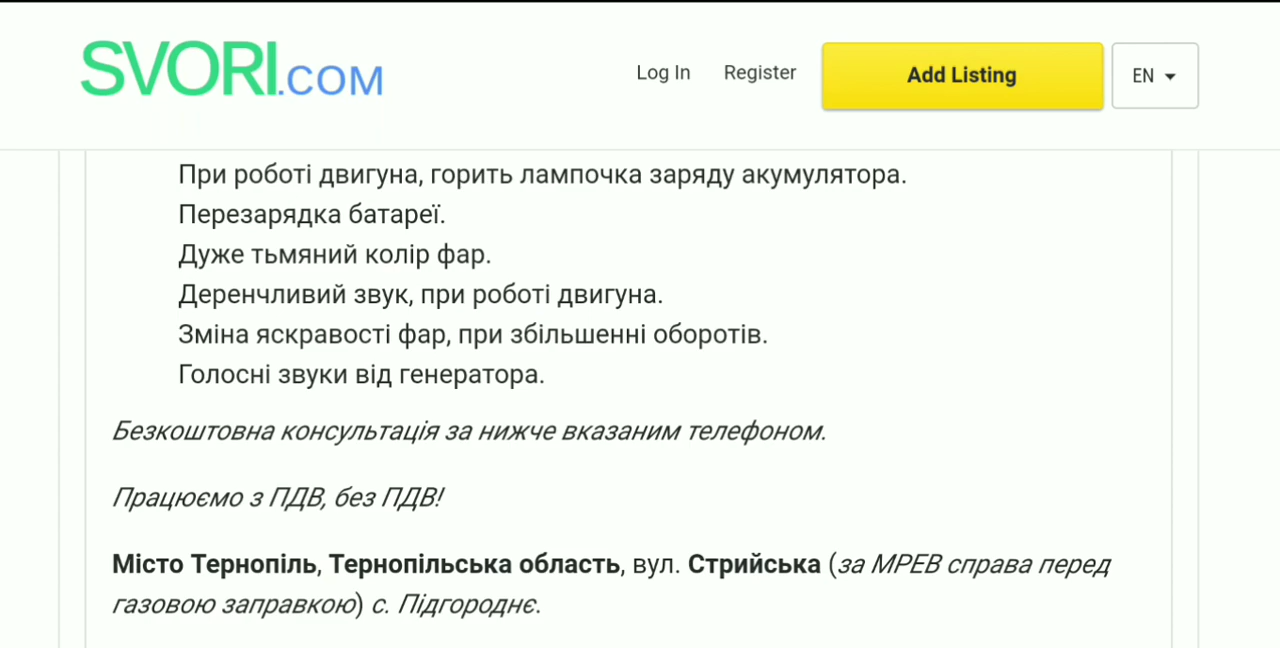 SVORI.COM
Log In Register Add Listing EN
При роботі двигуна, горить лампочка заряду акумулятора.
Перезарядка батареї.
Дуже тьмяний колір фар.
Деренчливий звук, при роботі двигуна.
Зміна яскравості фар, при збільшенні оборотів.
Голосні звуки від генератора.
Безкоштовна консультація за нижче вказаним телефоном.
Працюємо з ПДВ, без ПДВ!
Місто Тернопіль, Тернопільська область, вул. Стрийська (за МРЕВ справа перед
газовою заправкою) с. Підгороднє.